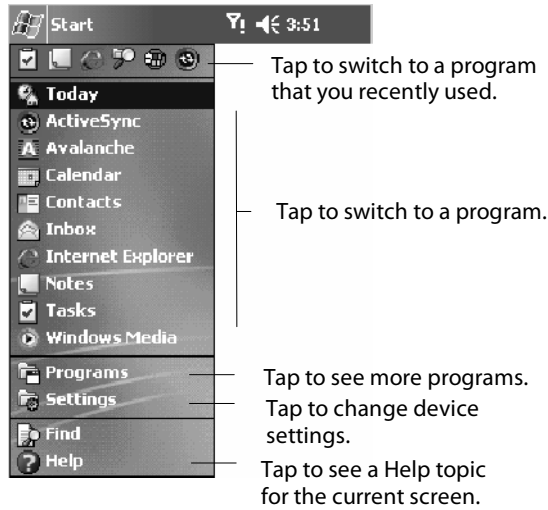 Start 3:51
Tap to switch to a program
that you recently used.
Today
ActiveSync
Avalanche
Calendar
Contacts
Inbox
Internet Explorer
Notes
Tasks
Windows Media
Tap to switch to a program.
Programs
Tap to see more programs.
Settings
Tap to change device
settings.
Find
Help
Tap to see a Help topic
for the current screen.